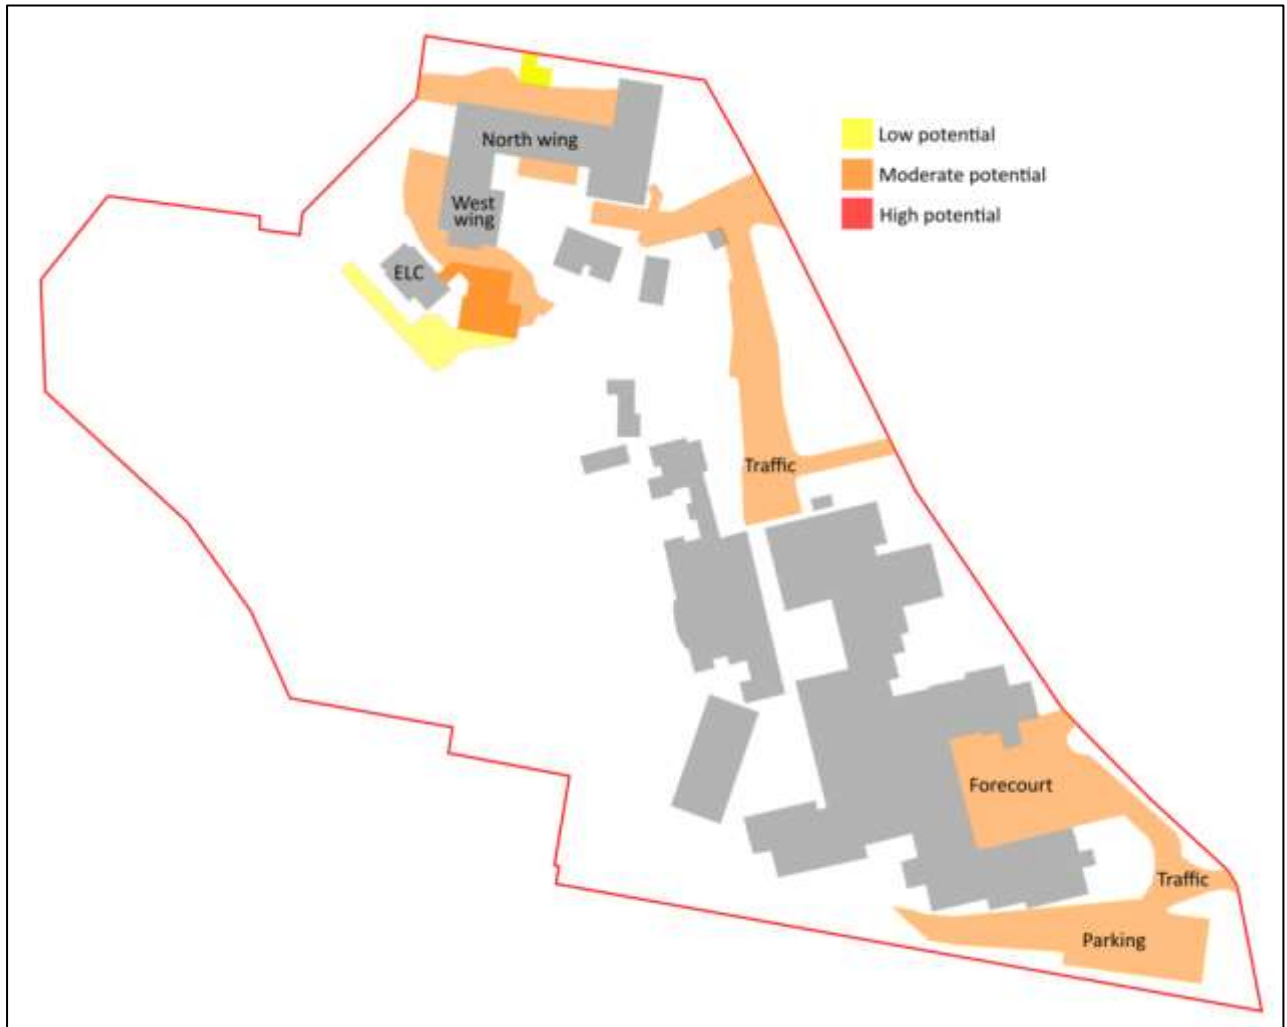 Low potential
Moderate potential
High potential
North wing
West
wing
ELC
Traffic
Forecourt
Traffic
Parking